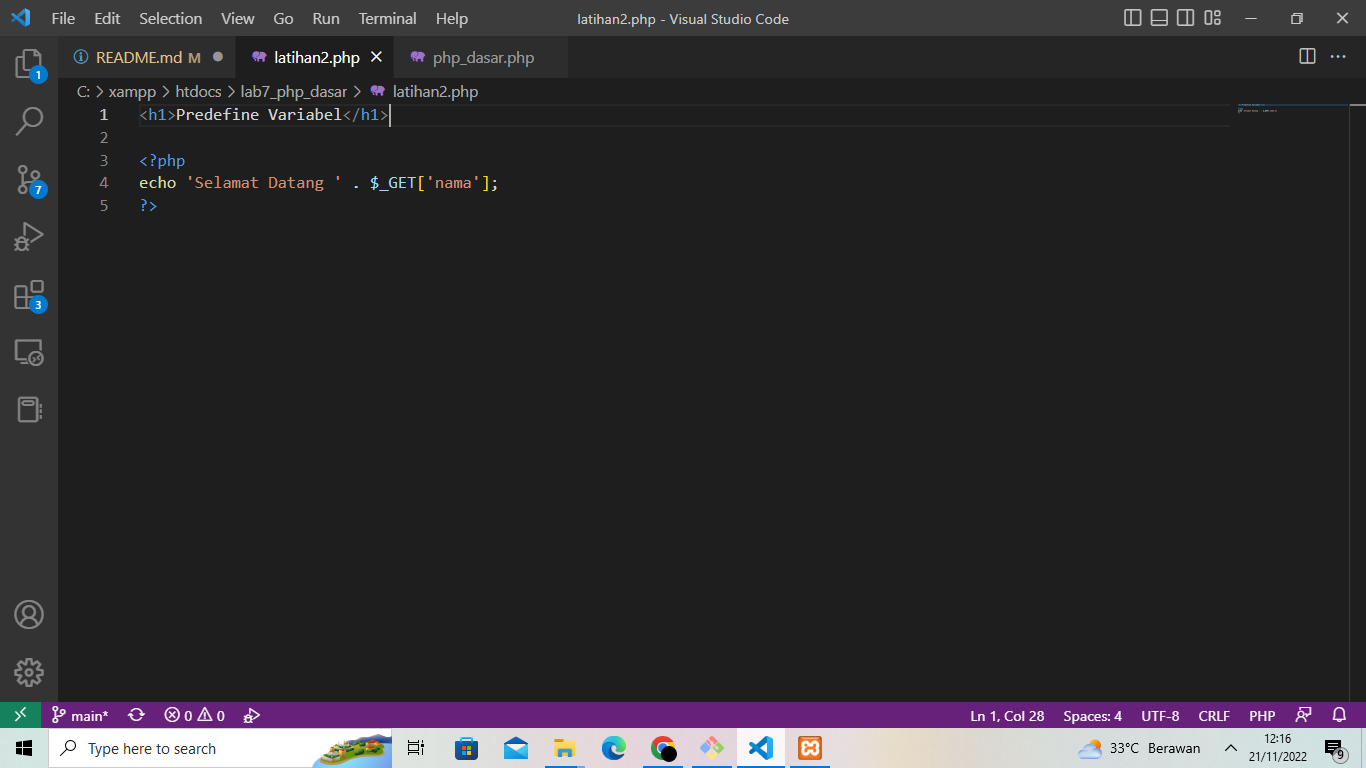 File Edit Selection View Go Run Terminal Help latihan2.php - Visual Studio Code
README.md M latihan2.php php_dasar.php
C: > xampp > htdocs > lab7_php_dasar > latihan2.php
1 <h1>Predefine Variabel</h1>
2
3 <?php
4 echo 'Selamat Datang ' . $_GET['nama'];
5 ?>
1
7
3
main* 0 0 Ln 1, Col 28 Spaces: 4 UTF-8 CRLF PHP
Type here to search 33°C Berawan 12:16
21/11/2022
9